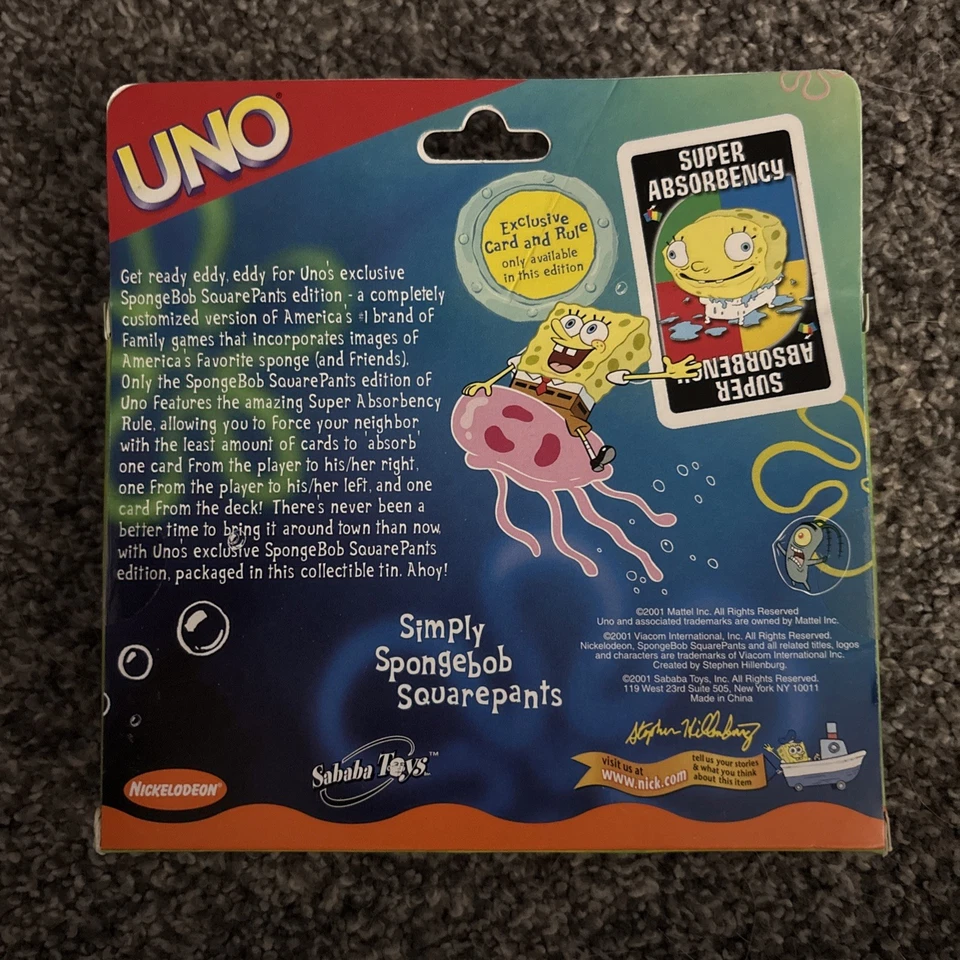 UNO®
Get ready eddy, eddy for Uno's exclusive
SpongeBob SquarePants edition - a completely
customized version of America's #1 brand of
family games that incorporates images of
America's favorite sponge (and friends).
Only the SpongeBob SquarePants edition of
Uno features the amazing Super Absorbency
Rule, allowing you to force your neighbor
with the least amount of cards to 'absorb'
one card from the player to his/her right,
one from the player to his/her left, and one
card from the deck! There's never been a
better time to bring it around town than now,
with Unos exclusive SpongeBob SquarePants
edition, packaged in this collectible tin. Ahoy!
Exclusive
Card and Rule
only available
in this edition
SUPER
ABSORBENCY
SUPER
ABSORBENCY
Simply
Spongebob
Squarepants
©2001 Mattel Inc. All Rights Reserved
Uno and associated trademarks are owned by Mattel Inc.
©2001 Viacom International, Inc. All Rights Reserved.
Nickelodeon, SpongeBob SquarePants and all related titles, logos
and characters are trademarks of Viacom International Inc.
Created by Stephen Hillenburg.
©2001 Sababa Toys, Inc. All Rights Reserved.
119 West 23rd Suite 505, New York NY 10011
Made in China
Stephen Hillenburg
NICKELODEON®
Sababa Toys™
visit us at
www.nick.com
tell us your stories
& what you think
about this item